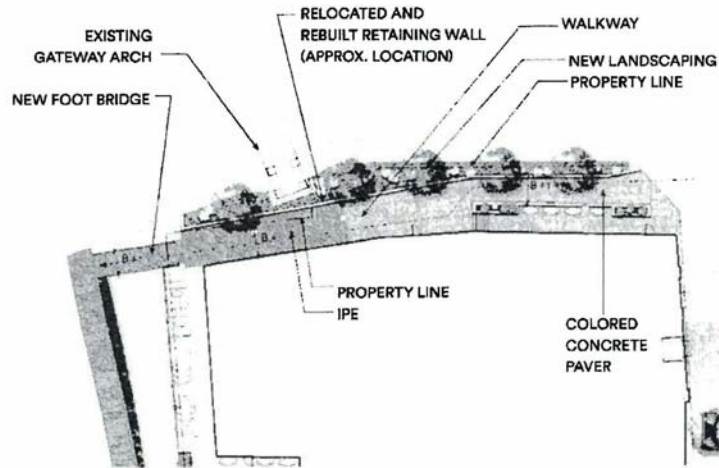 EXISTING
GATEWAY ARCH
RELOCATED AND
REBUILT RETAINING WALL
(APPROX. LOCATION)
WALKWAY
NEW LANDSCAPING
PROPERTY LINE
NEW FOOT BRIDGE
PROPERTY LINE
IPE
COLORED
CONCRETE
PAVER